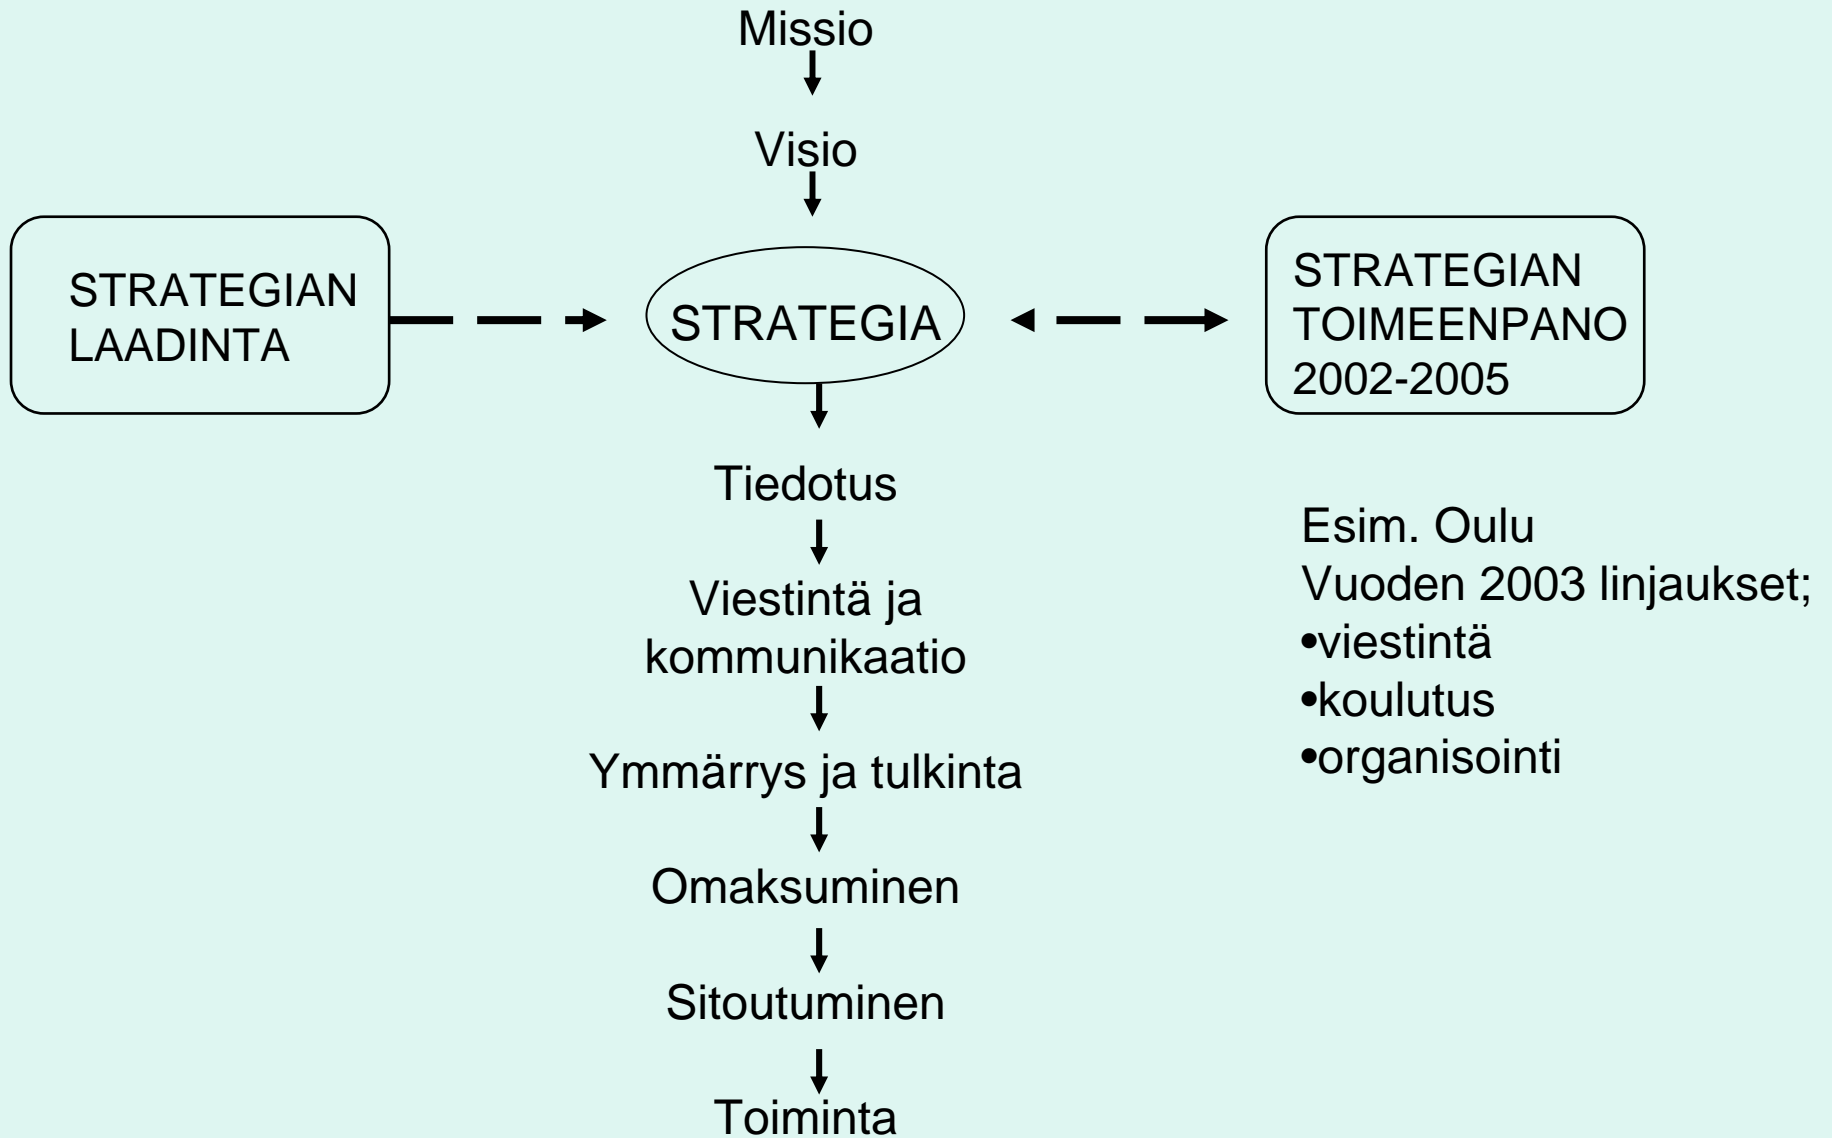 Missio
Visio
STRATEGIAN
LAADINTA
STRATEGIA
STRATEGIAN
TOIMEENPANO
2002-2005
Tiedotus
Viestintä ja
kommunikaatio
Ymmärrys ja tulkinta
Omaksuminen
Sitoutuminen
Toiminta
Esim. Oulu
Vuoden 2003 linjaukset;
•viestintä
•koulutus
•organisointi